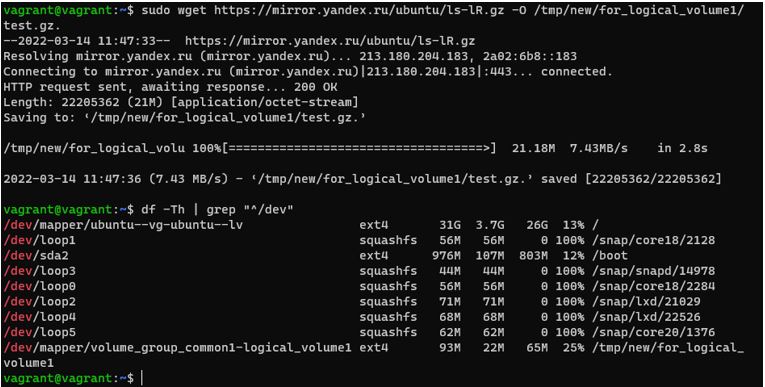 vagrant@vagrant:~$ sudo wget https://mirror.yandex.ru/ubuntu/ls-lR.gz -O /tmp/new/for_logical_volume1/
test.gz.
--2022-03-14 11:47:33--  https://mirror.yandex.ru/ubuntu/ls-lR.gz
Resolving mirror.yandex.ru (mirror.yandex.ru)... 213.180.204.183, 2a02:6b8::183
Connecting to mirror.yandex.ru (mirror.yandex.ru)|213.180.204.183|:443... connected.
HTTP request sent, awaiting response... 200 OK
Length: 22205362 (21M) [application/octet-stream]
Saving to: ‘/tmp/new/for_logical_volume1/test.gz.’
/tmp/new/for_logical_volu 100%[===================================>]  21.18M  7.43MB/s    in 2.8s
2022-03-14 11:47:36 (7.43 MB/s) - ‘/tmp/new/for_logical_volume1/test.gz.’ saved [22205362/22205362]
vagrant@vagrant:~$ df -Th | grep "^/dev"
/dev/mapper/ubuntu--vg-ubuntu--lv                  ext4       31G  3.7G   26G  13% /
/dev/loop1                                         squashfs   56M   56M     0 100% /snap/core18/2128
/dev/sda2                                          ext4      976M  107M  803M  12% /boot
/dev/loop3                                         squashfs   44M   44M     0 100% /snap/snapd/14978
/dev/loop0                                         squashfs   56M   56M     0 100% /snap/core18/2284
/dev/loop2                                         squashfs   71M   71M     0 100% /snap/lxd/21029
/dev/loop4                                         squashfs   68M   68M     0 100% /snap/lxd/22526
/dev/loop5                                         squashfs   62M   62M     0 100% /snap/core20/1376
/dev/mapper/volume_group_common1-logical_volume1 ext4       93M   22M   65M  25% /tmp/new/for_logical_
volume1
vagrant@vagrant:~$